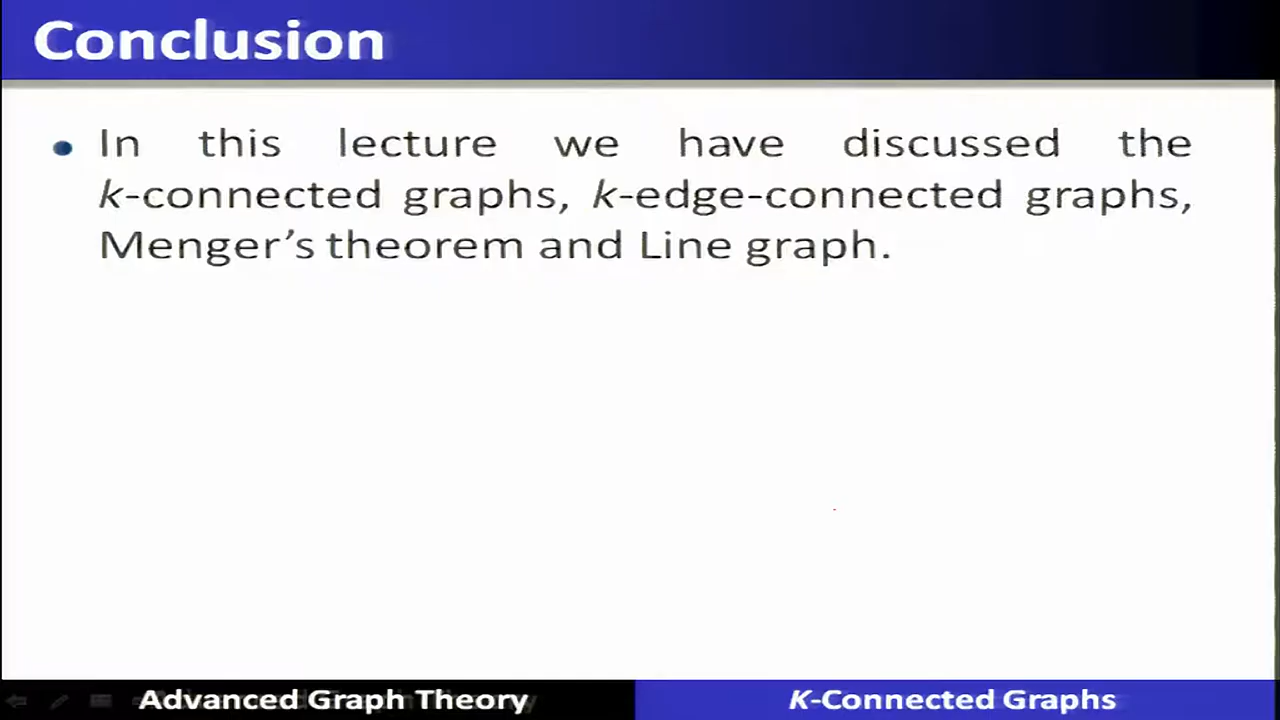 Conclusion
• In this lecture we have discussed the
k-connected graphs, k-edge-connected graphs,
Menger’s theorem and Line graph.
Advanced Graph Theory
K-Connected Graphs